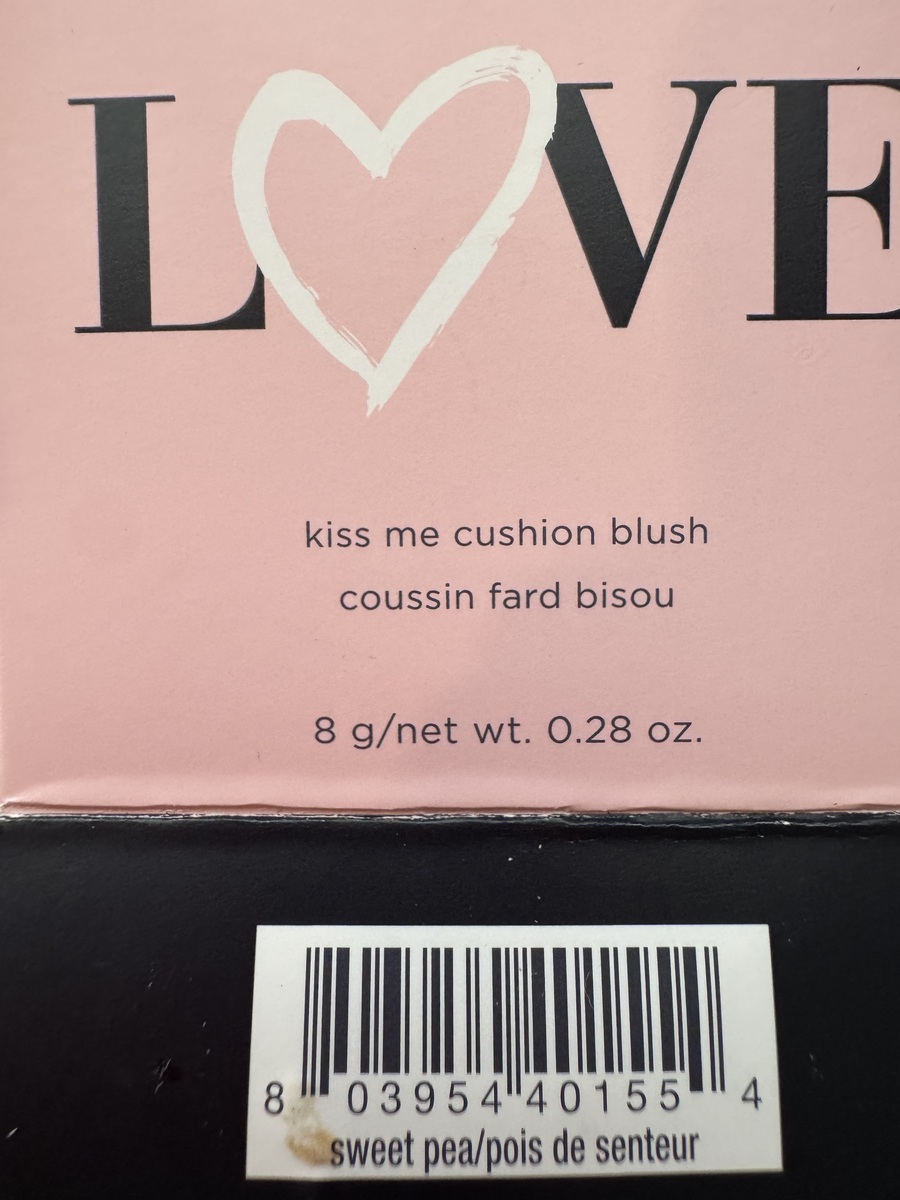 LOVE
kiss me cushion blush
coussin fard bisou
8 g/net wt. 0.28 oz.
8 03954 40155 4
sweet pea/pois de senteur